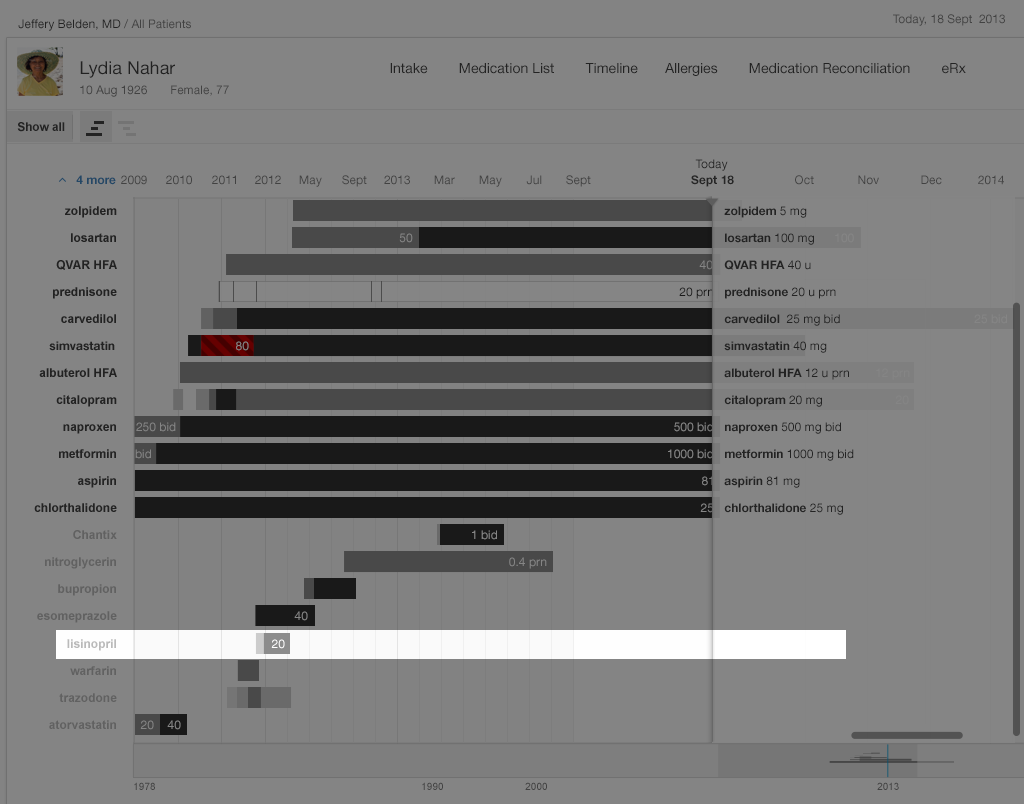 Jeffery Belden, MD / All Patients
Today, 18 Sept 2013
Lydia Nahar
10 Aug 1926 Female, 77
Intake Medication List Timeline Allergies Medication Reconciliation eRx
Show all
Today
4 more 2009 2010 2011 2012 May Sept 2013 Mar May Jul Sept Sept 18 Oct Nov Dec 2014
zolpidem zolpidem 5 mg
losartan 50 losartan 100 mg 100
QVAR HFA 40 QVAR HFA 40 u
prednisone 20 prn prednisone 20 u prn
carvedilol carvedilol 25 mg bid 25 bid
simvastatin 80 simvastatin 40 mg
albuterol HFA albuterol HFA 12 u prn
citalopram citalopram 20 mg
naproxen 250 bid 500 bid naproxen 500 mg bid
metformin bid 1000 bid metformin 1000 mg bid
aspirin 81 aspirin 81 mg
chlorthalidone 25 chlorthalidone 25 mg
Chantix 1 bid
nitroglycerin 0.4 prn
bupropion
esomeprazole 40
lisinopril 20
warfarin
trazodone
atorvastatin 20 40
1978 1990 2000 2013